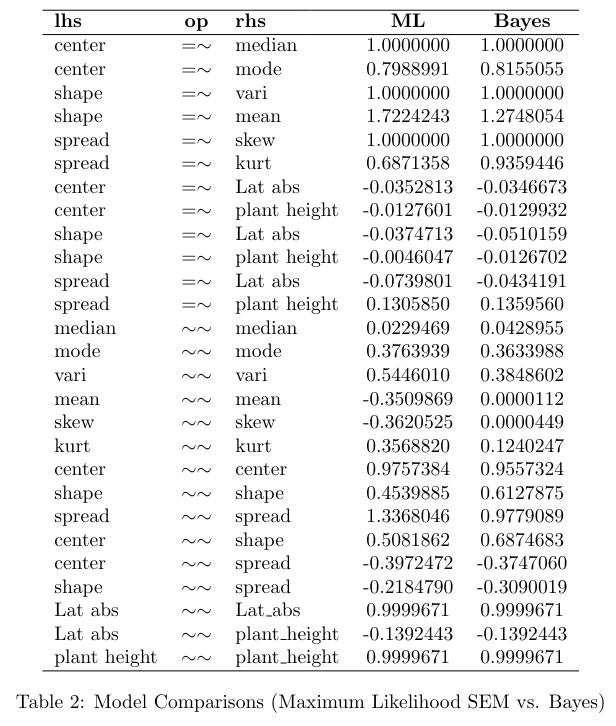 lhs op rhs ML Bayes
center =∼ median 1.0000000 1.0000000
center =∼ mode 0.7988991 0.8155055
shape =∼ vari 1.0000000 1.0000000
shape =∼ mean 1.7224243 1.2748054
spread =∼ skew 1.0000000 1.0000000
spread =∼ kurt 0.6871358 0.9359446
center =∼ Lat abs -0.0352813 -0.0346673
center =∼ plant height -0.0127601 -0.0129932
shape =∼ Lat abs -0.0374713 -0.0510159
shape =∼ plant height -0.0046047 -0.0126702
spread =∼ Lat abs -0.0739801 -0.0434191
spread =∼ plant height 0.1305850 0.1359560
median ∼∼ median 0.0229469 0.0428955
mode ∼∼ mode 0.3763939 0.3633988
vari ∼∼ vari 0.5446010 0.3848602
mean ∼∼ mean -0.3509869 0.0000112
skew ∼∼ skew -0.3620525 0.0000449
kurt ∼∼ kurt 0.3568820 0.1240247
center ∼∼ center 0.9757384 0.9557324
shape ∼∼ shape 0.4539885 0.6127875
spread ∼∼ spread 1.3368046 0.9779089
center ∼∼ shape 0.5081862 0.6874683
center ∼∼ spread -0.3972472 -0.3747060
shape ∼∼ spread -0.2184790 -0.3090019
Lat abs ∼∼ Lat_abs 0.9999671 0.9999671
Lat abs ∼∼ plant_height -0.1392443 -0.1392443
plant height ∼∼ plant_height 0.9999671 0.9999671
Table 2: Model Comparisons (Maximum Likelihood SEM vs. Bayes)